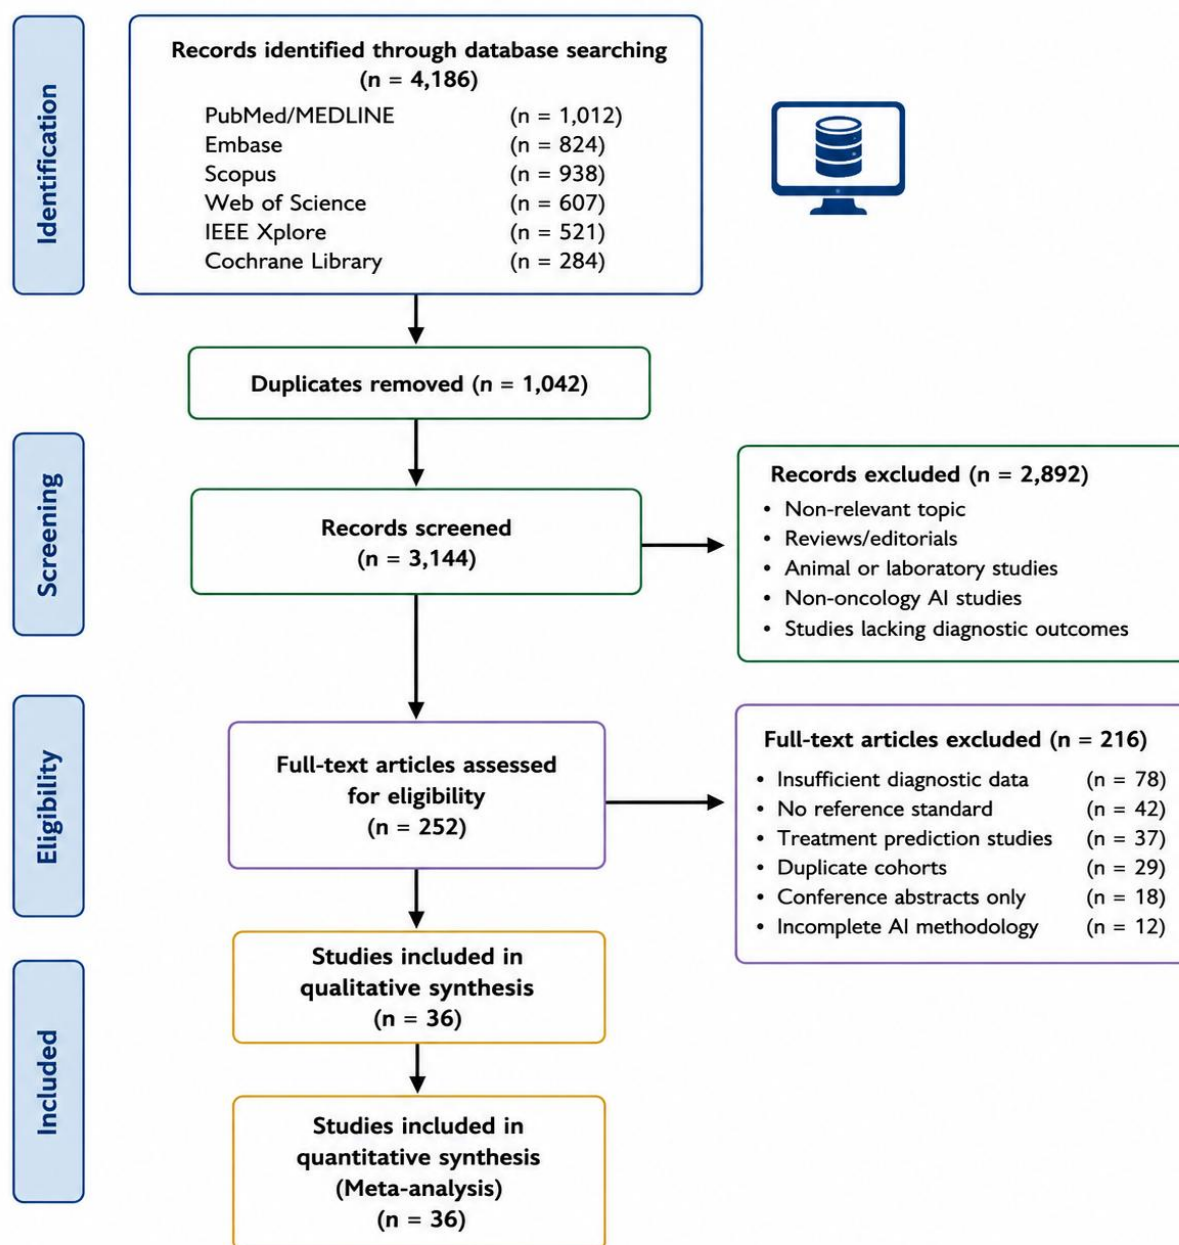 Identification
Records identified through database searching
(n = 4,186)
PubMed/MEDLINE (n = 1,012)
Embase (n = 824)
Scopus (n = 938)
Web of Science (n = 607)
IEEE Xplore (n = 521)
Cochrane Library (n = 284)
Duplicates removed (n = 1,042)
Screening
Records screened
(n = 3,144)
Records excluded (n = 2,892)
• Non-relevant topic
• Reviews/editorials
• Animal or laboratory studies
• Non-oncology AI studies
• Studies lacking diagnostic outcomes
Eligibility
Full-text articles assessed
for eligibility
(n = 252)
Full-text articles excluded (n = 216)
• Insufficient diagnostic data (n = 78)
• No reference standard (n = 42)
• Treatment prediction studies (n = 37)
• Duplicate cohorts (n = 29)
• Conference abstracts only (n = 18)
• Incomplete AI methodology (n = 12)
Included
Studies included in
qualitative synthesis
(n = 36)
Studies included in
quantitative synthesis
(Meta-analysis)
(n = 36)